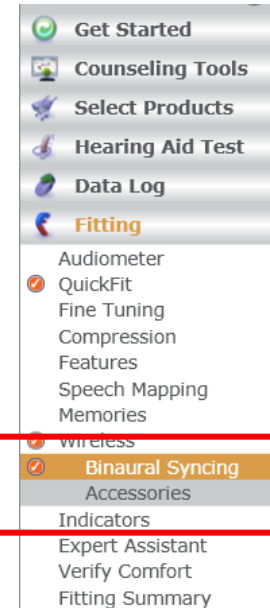 Get Started
Counseling Tools
Select Products
Hearing Aid Test
Data Log
Fitting
Audiometer
QuickFit
Fine Tuning
Compression
Features
Speech Mapping
Memories
Wireless
Binaural Syncing
Accessories
Indicators
Expert Assistant
Verify Comfort
Fitting Summary